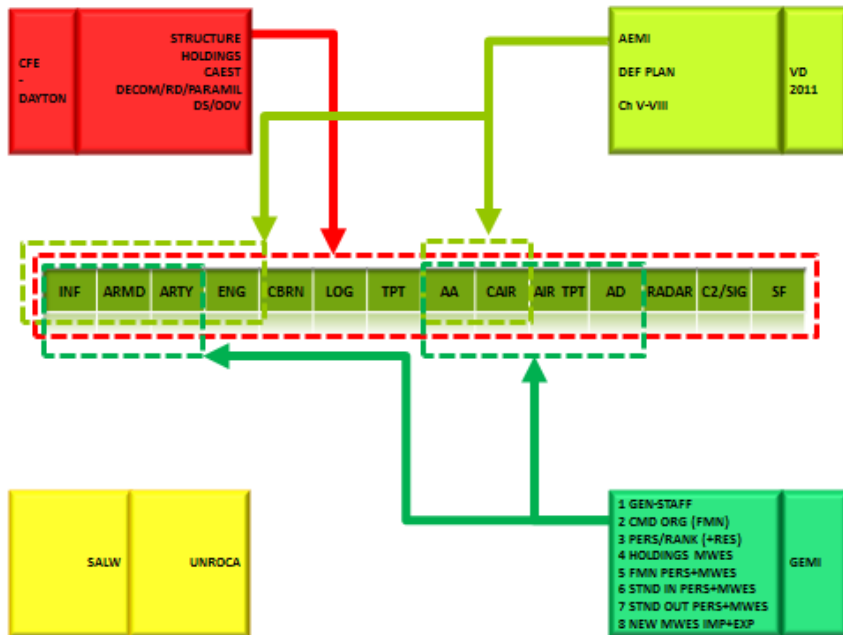 CFE
-
DAYTON
STRUCTURE
HOLDINGS
CAEST
DECOM/RD/PARAMIL
DS/OOV
AEMI
DEF PLAN
Ch V-VIII
VD
2011
INF ARMD ARTY ENG CBRN LOG TPT AA CAIR AIR TPT AD RADAR C2/SIG SF
SALW
UNROCA
1 GEN-STAFF
2 CMD ORG (FMN)
3 PERS/RANK (+RES)
4 HOLDINGS MWES
5 FMN PERS+MWES
6 STND IN PERS+MWES
7 STND OUT PERS+MWES
8 NEW MWES IMP+EXP
GEMI